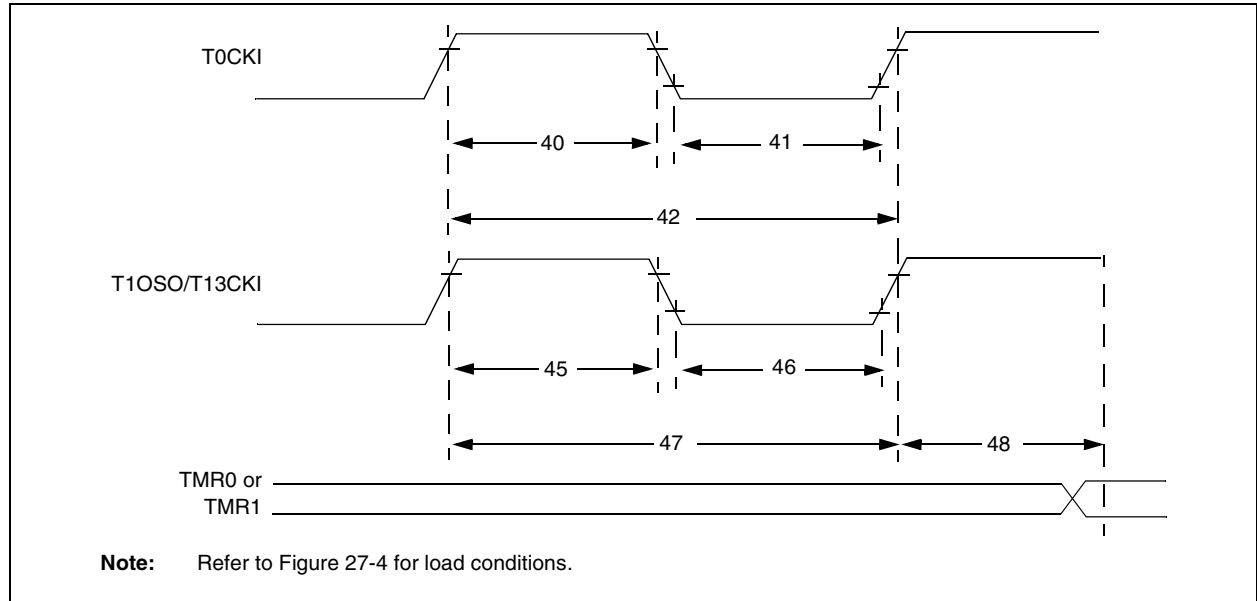 T0CKI
40
41
42
T1OSO/T13CKI
45
46
47
48
TMR0 or
TMR1
Note: Refer to Figure 27-4 for load conditions.